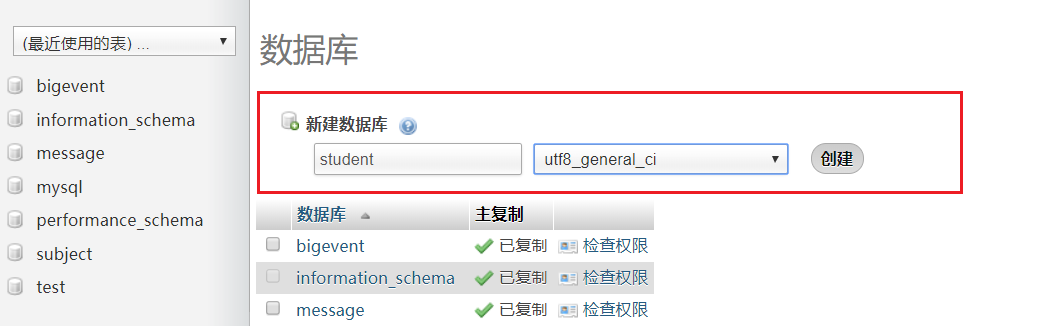 (最近使用的表) ...
bigevent
information_schema
message
mysql
performance_schema
subject
test
数据库
新建数据库
student utf8_general_ci 创建
数据库 主复制
bigevent 已复制 检查权限
information_schema 已复制 检查权限
message 已复制 检查权限